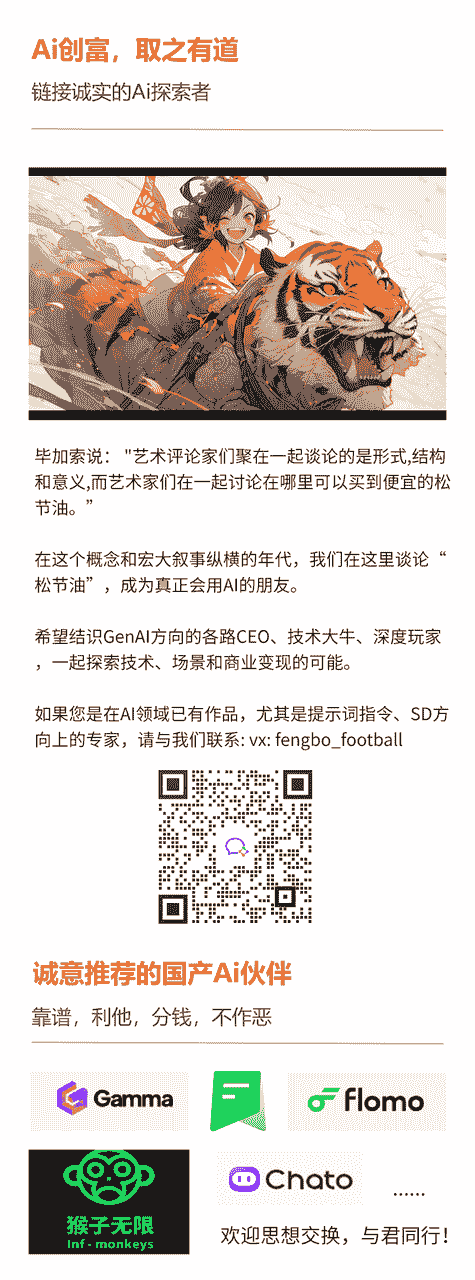 Ai创富，取之有道
链接诚实的Ai探索者
毕加索说： "艺术评论家们聚在一起谈论的是形式,结构
和意义,而艺术家们在一起讨论在哪里可以买到便宜的松
节油。”
在这个概念和宏大叙事纵横的年代，我们在这里谈论“
松节油”，成为真正会用AI的朋友。
希望结识GenAI方向的各路CEO、技术大牛、深度玩家
，一起探索技术、场景和商业变现的可能。
如果您是在AI领域已有作品，尤其是提示词指令、SD方
向上的专家，请与我们联系: vx: fengbo_football
诚意推荐的国产Ai伙伴
靠谱，利他，分钱，不作恶
Gamma
flomo
猴子无限
Inf-monkeys
Chato
......
欢迎思想交换，与君同行！